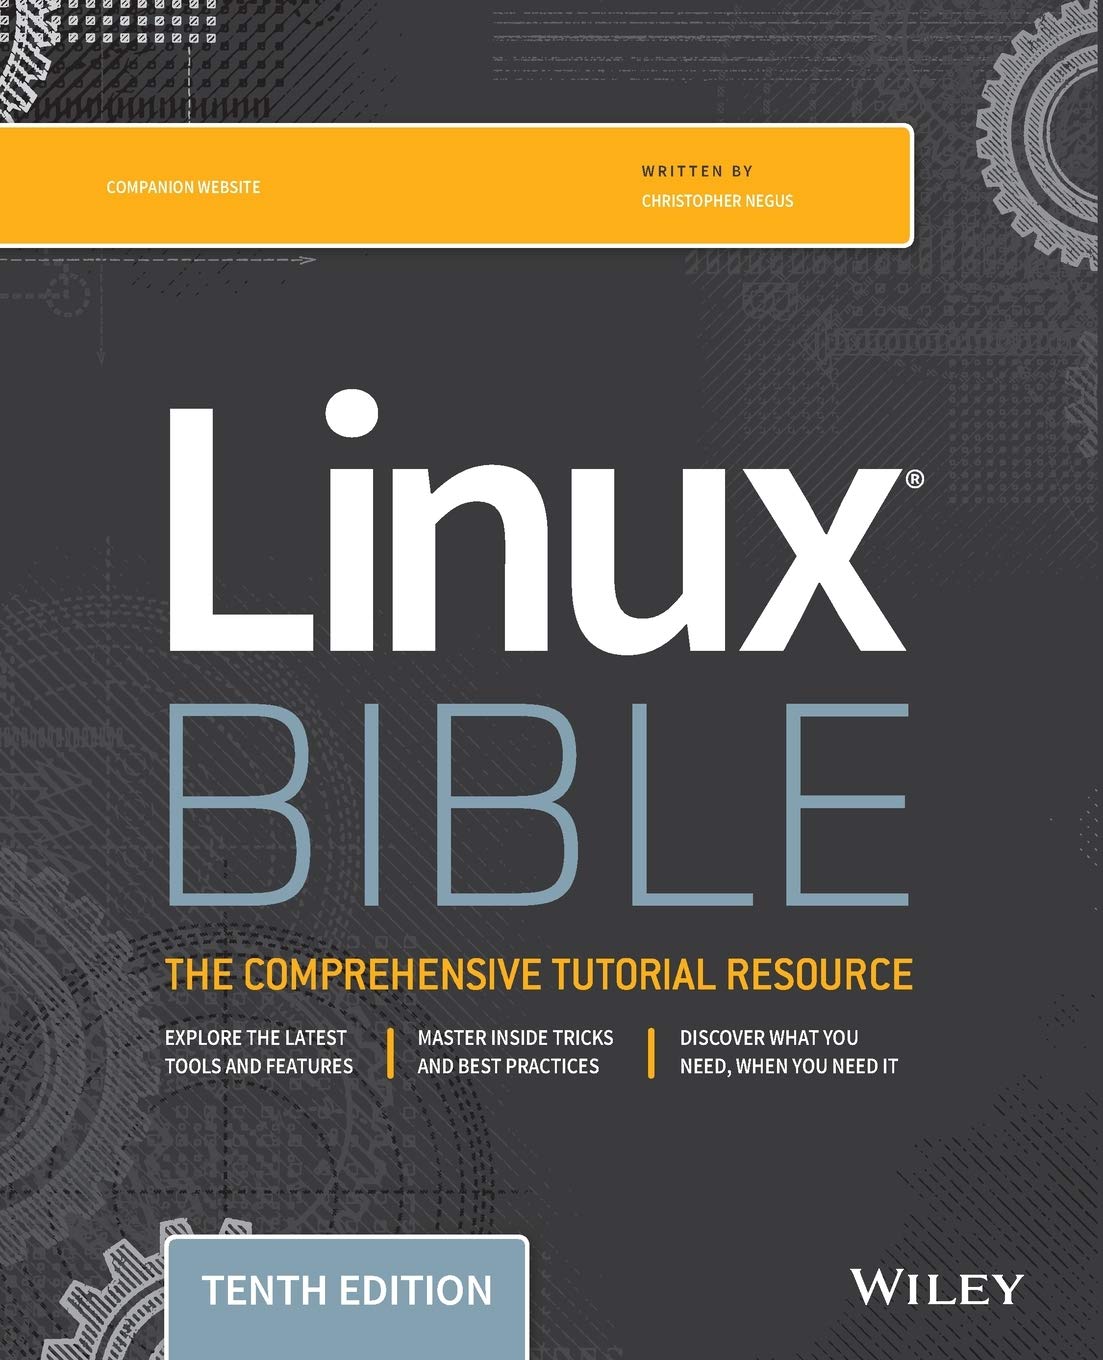 COMPANION WEBSITE
WRITTEN BY
CHRISTOPHER NEGUS
Linux®
BIBLE
THE COMPREHENSIVE TUTORIAL RESOURCE
EXPLORE THE LATEST
TOOLS AND FEATURES
MASTER INSIDE TRICKS
AND BEST PRACTICES
DISCOVER WHAT YOU
NEED, WHEN YOU NEED IT
TENTH EDITION
WILEY